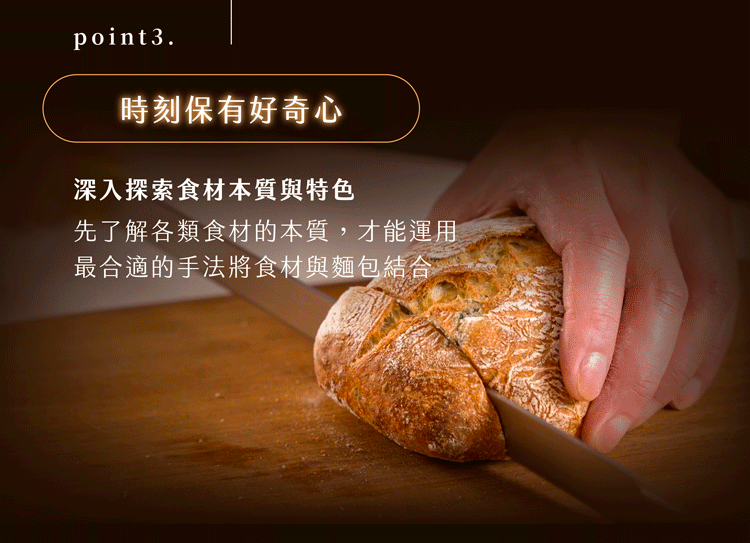 point3.
時刻保有好奇心
深入探索食材本質與特色
先了解各類食材的本質，才能運用
最合適的手法將食材與麵包結合